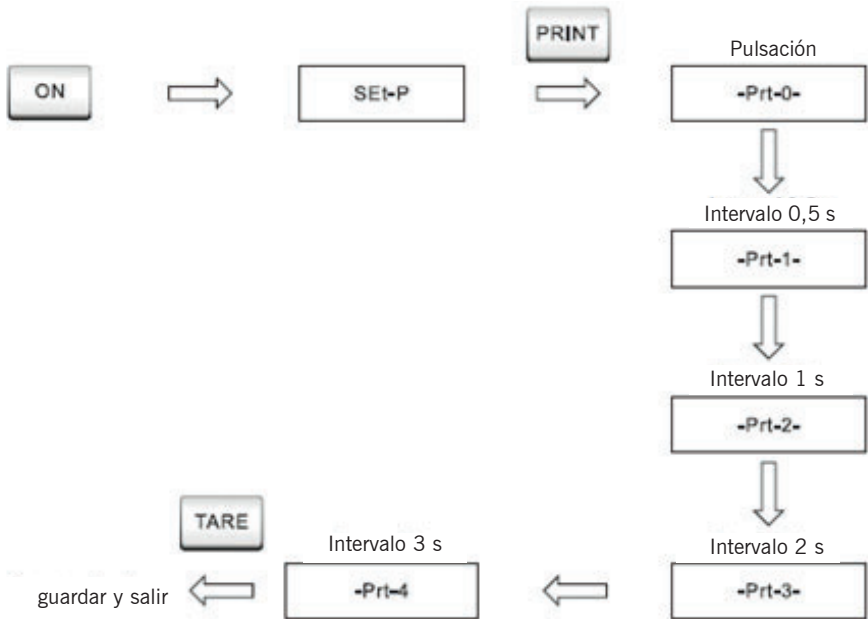 PRINT
Pulsación
ON
SEt-P
-Prt-0-
Intervalo 0,5 s
-Prt-1-
Intervalo 1 s
-Prt-2-
TARE
Intervalo 3 s
Intervalo 2 s
guardar y salir
-Prt-4
-Prt-3-